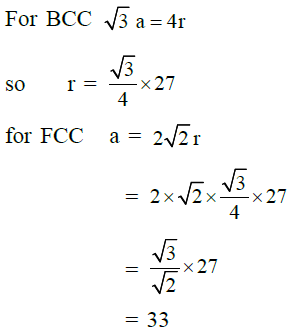 For BCC √3 a = 4r
so r = √3/4 × 27
for FCC a = 2√2 r
= 2 × √2 × √3/4 × 27
= √3/√2 × 27
= 33